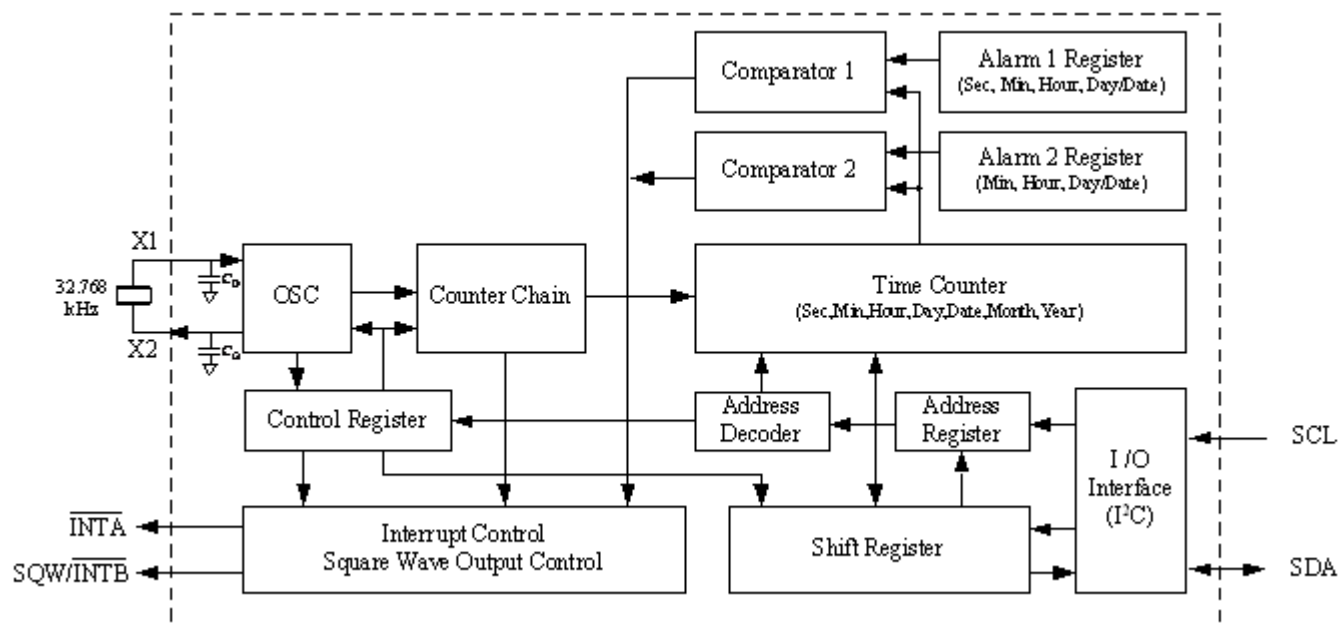 Comparator 1
Alarm 1 Register
(Sec, Min, Hour, Day/Date)
Comparator 2
Alarm 2 Register
(Min, Hour, Day/Date)
X1
32.768
kHz
X2
C_D
C_G
OSC
Counter Chain
Time Counter
(Sec,Min,Hour,Day,Date,Month,Year)
Control Register
Address
Decoder
Address
Register
I /O
Interface
(I²C)
SCL
SDA
INTA
SQW/INTB
Interrupt Control
Square Wave Output Control
Shift Register